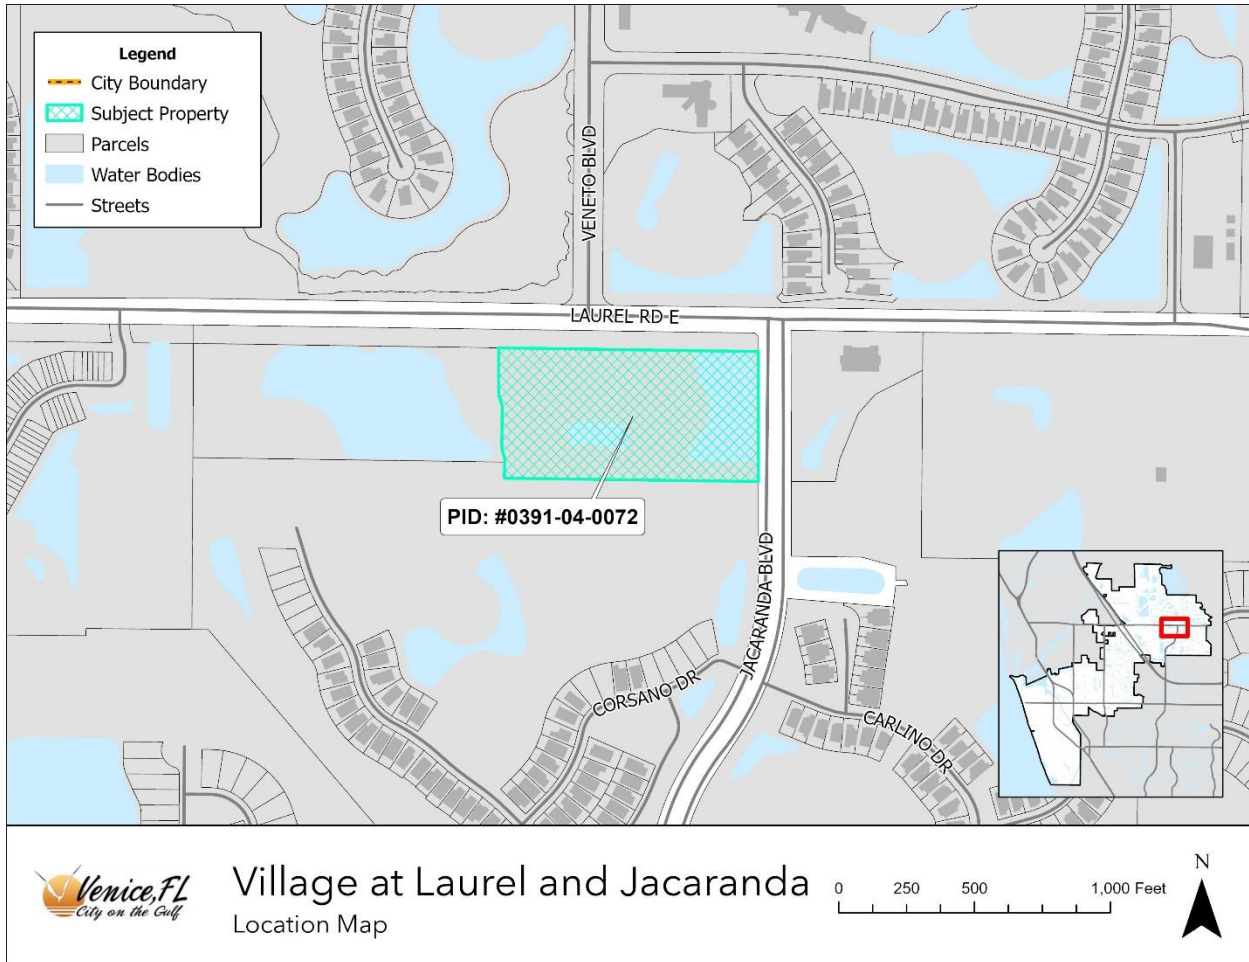 Legend
City Boundary
Subject Property
Parcels
Water Bodies
Streets
VENETO BLVD
LAUREL RD E
PID: #0391-04-0072
JACARANDA BLVD
CORSANO DR
CARLINO DR
Venice, FL
City on the Gulf
Village at Laurel and Jacaranda
Location Map
0 250 500 1,000 Feet
N